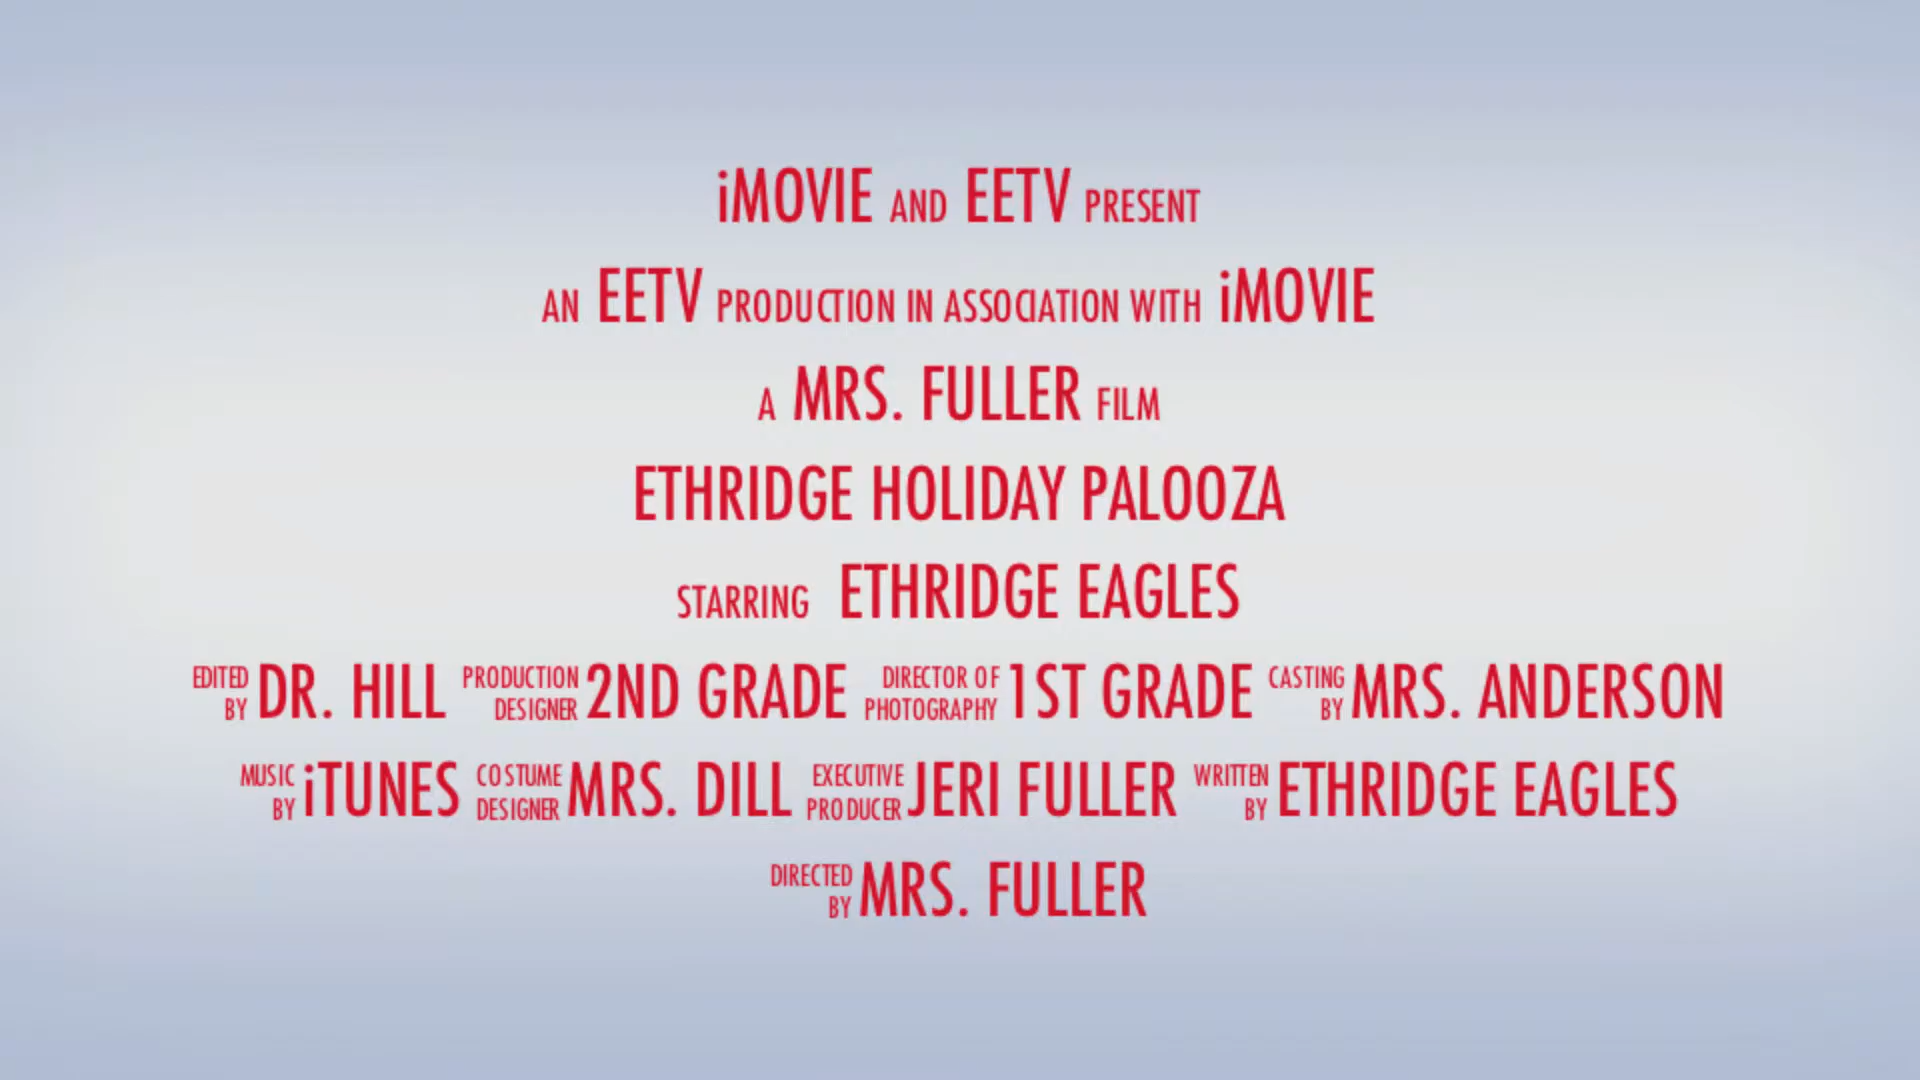 iMOVIE AND EETV PRESENT
AN EETV PRODUCTION IN ASSOCIATION WITH iMOVIE
A MRS. FULLER FILM
ETHRIDGE HOLIDAY PALOOZA
STARRING ETHRIDGE EAGLES
EDITED BY DR. HILL PRODUCTION DESIGNER 2ND GRADE DIRECTOR OF PHOTOGRAPHY 1ST GRADE CASTING BY MRS. ANDERSON
MUSIC BY iTUNES COSTUME DESIGNER MRS. DILL EXECUTIVE PRODUCER JERI FULLER WRITTEN BY ETHRIDGE EAGLES
DIRECTED BY MRS. FULLER